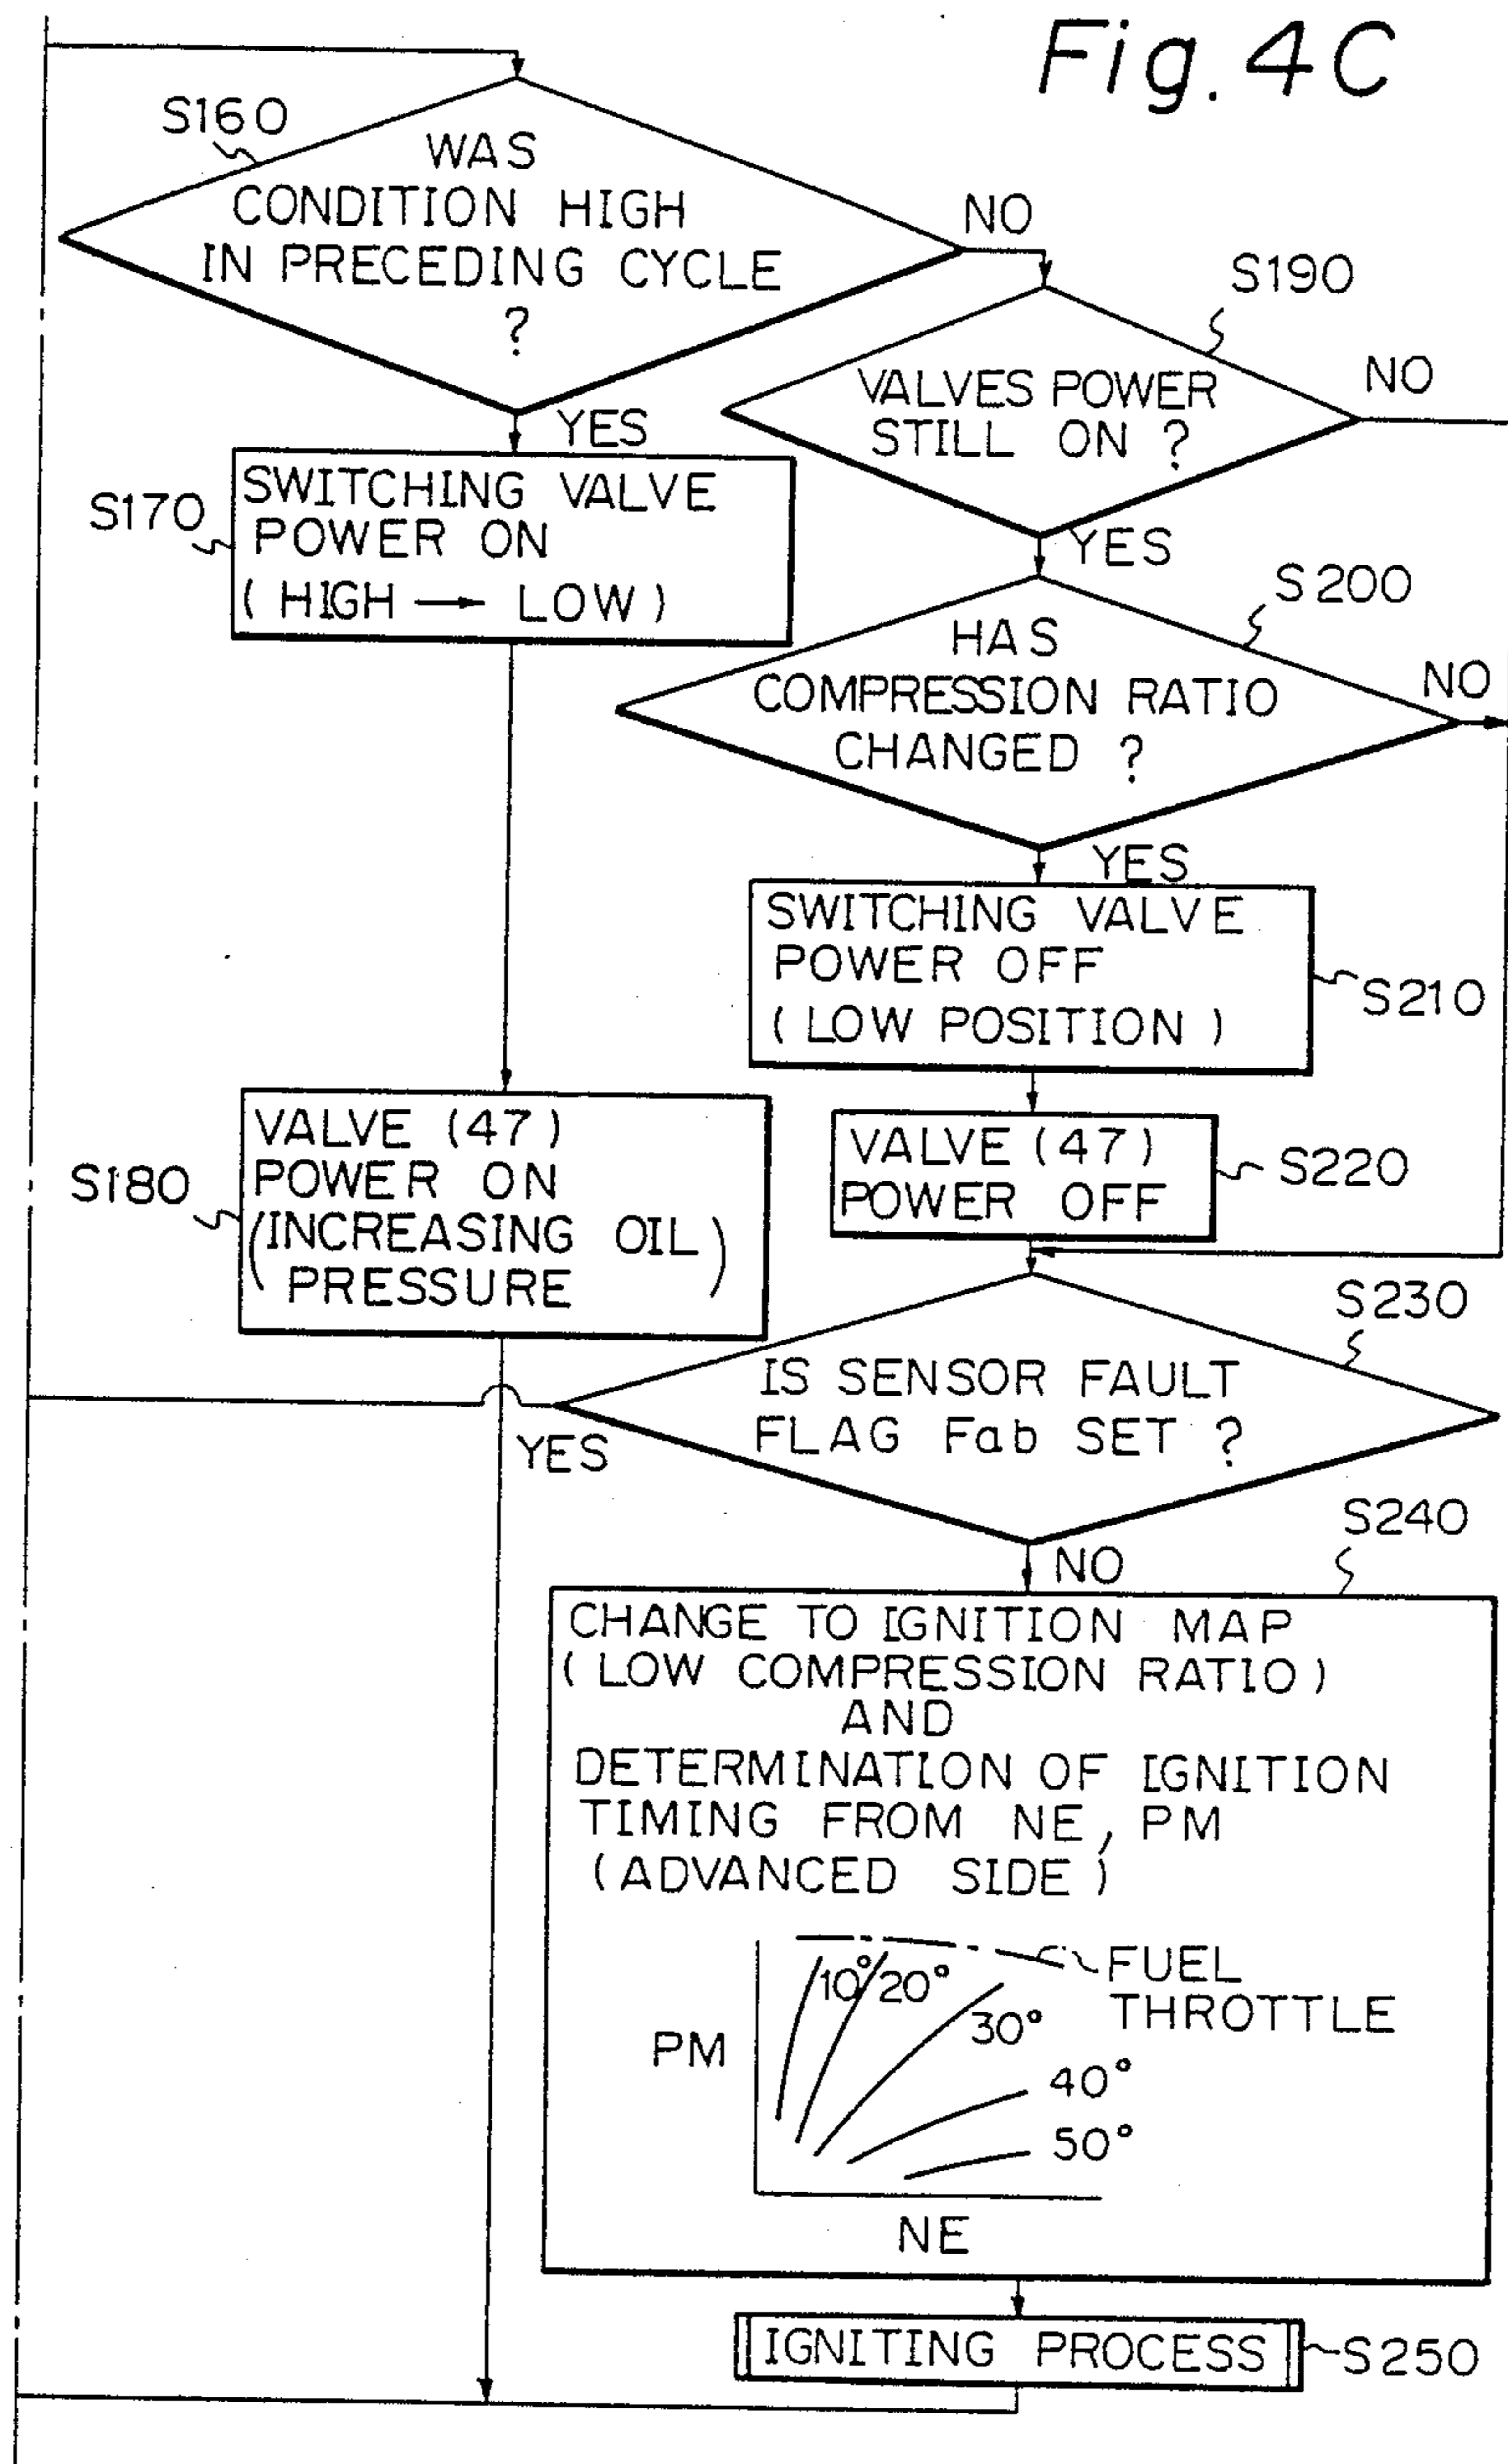 Fig. 4C
S160
WAS
CONDITION HIGH
IN PRECEDING CYCLE
?
NO
YES
S190
VALVES POWER
STILL ON ?
NO
YES
S170
SWITCHING VALVE
POWER ON
( HIGH → LOW )
S200
HAS
COMPRESSION RATIO
CHANGED ?
NO
YES
SWITCHING VALVE
POWER OFF
( LOW POSITION )
S210
S180
VALVE (47)
POWER ON
(INCREASING OIL
PRESSURE)
VALVE (47)
POWER OFF
S220
S230
IS SENSOR FAULT
FLAG Fab SET ?
YES
NO
S240
CHANGE TO IGNITION MAP
( LOW COMPRESSION RATIO )
AND
DETERMINATION OF IGNITION
TIMING FROM NE, PM
( ADVANCED SIDE )
10° 20°
FUEL
THROTTLE
30°
PM
40°
50°
NE
IGNITING PROCESS
S250